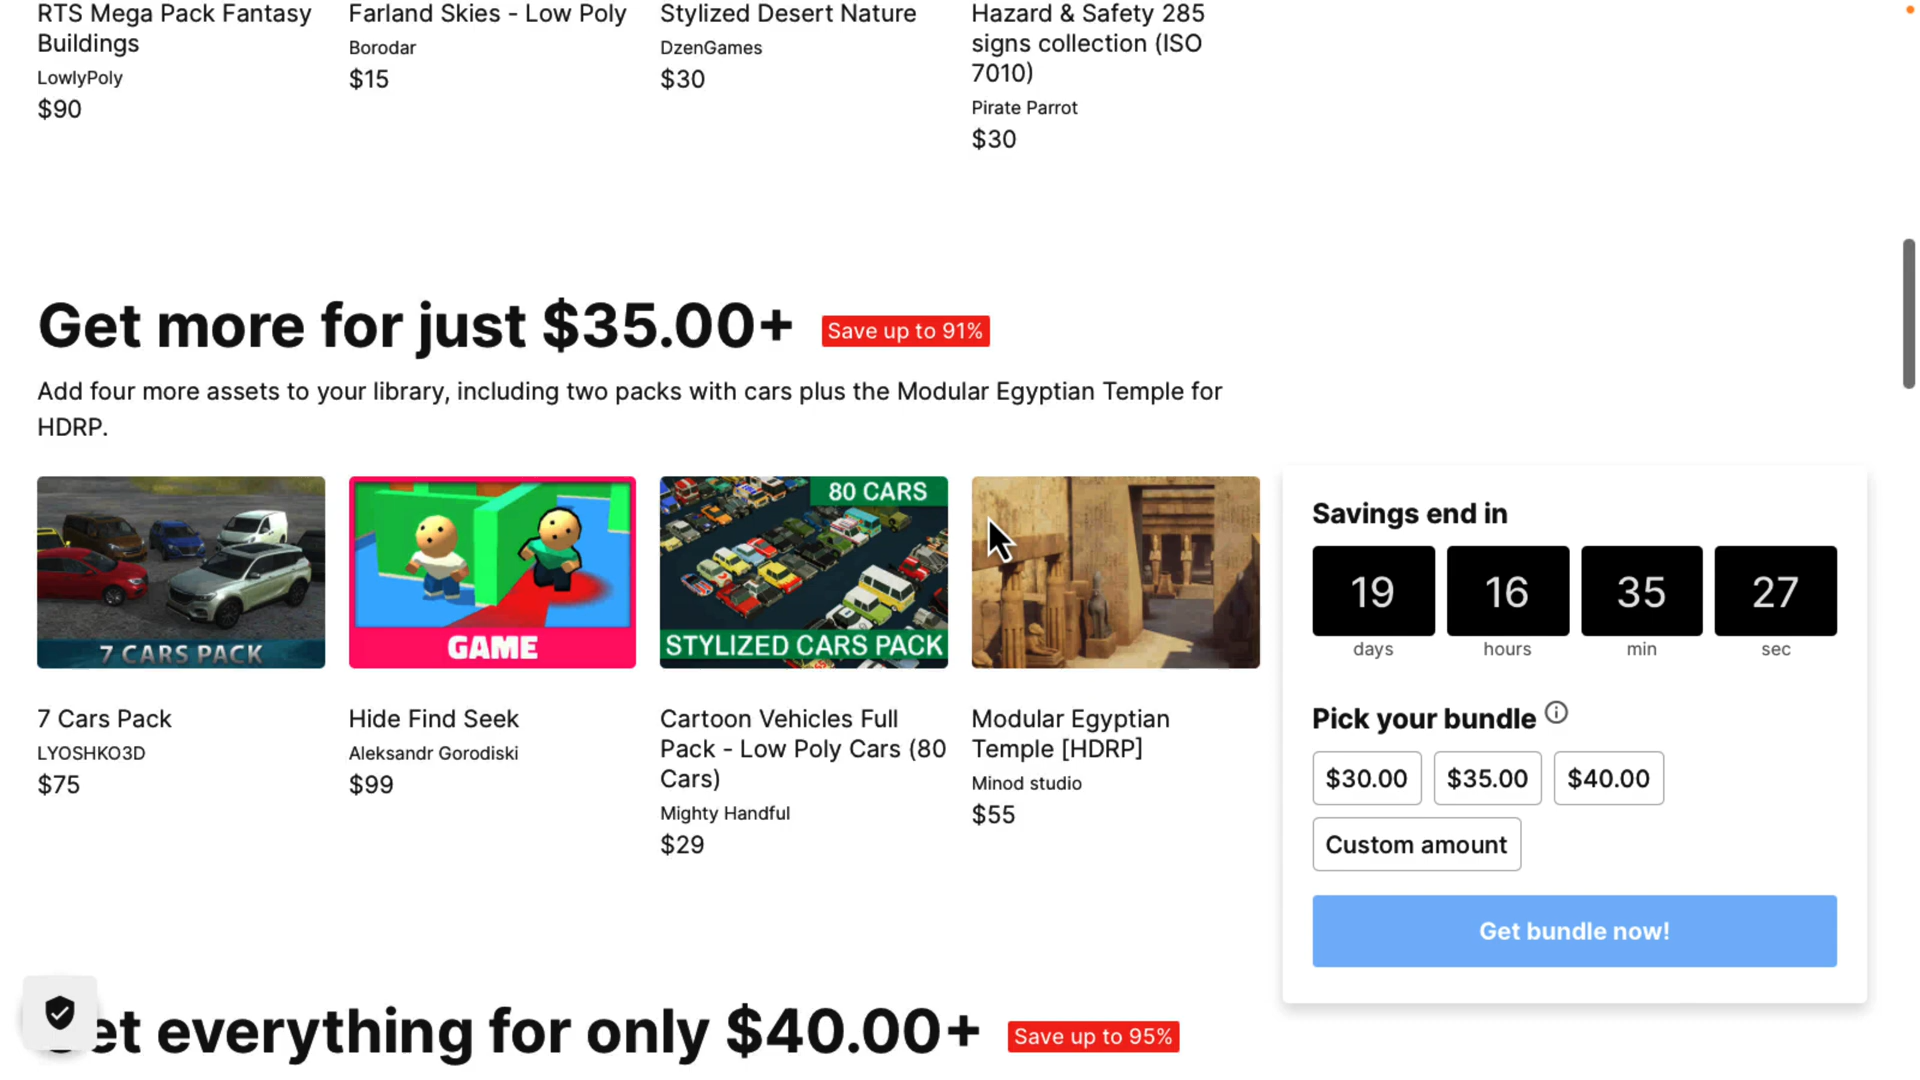 RTS Mega Pack Fantasy
Buildings
LowlyPoly
$90
Farland Skies - Low Poly
Borodar
$15
Stylized Desert Nature
DzenGames
$30
Hazard & Safety 285
signs collection (ISO
7010)
Pirate Parrot
$30
Get more for just $35.00+
Save up to 91%
Add four more assets to your library, including two packs with cars plus the Modular Egyptian Temple for
HDRP.
7 CARS PACK
7 Cars Pack
LYOSHKO3D
$75
GAME
Hide Find Seek
Aleksandr Gorodiski
$99
80 CARS
STYLIZED CARS PACK
Cartoon Vehicles Full
Pack - Low Poly Cars (80
Cars)
Mighty Handful
$29
Modular Egyptian
Temple [HDRP]
Minod studio
$55
Savings end in
19 16 35 27
days hours min sec
Pick your bundle
$30.00 $35.00 $40.00
Custom amount
Get bundle now!
et everything for only $40.00+
Save up to 95%